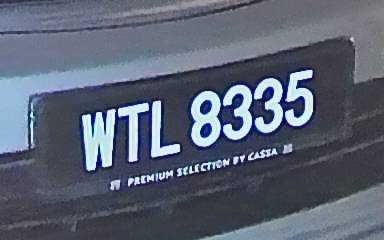 WTL 8335
PREMIUM SELECTION BY CASSA